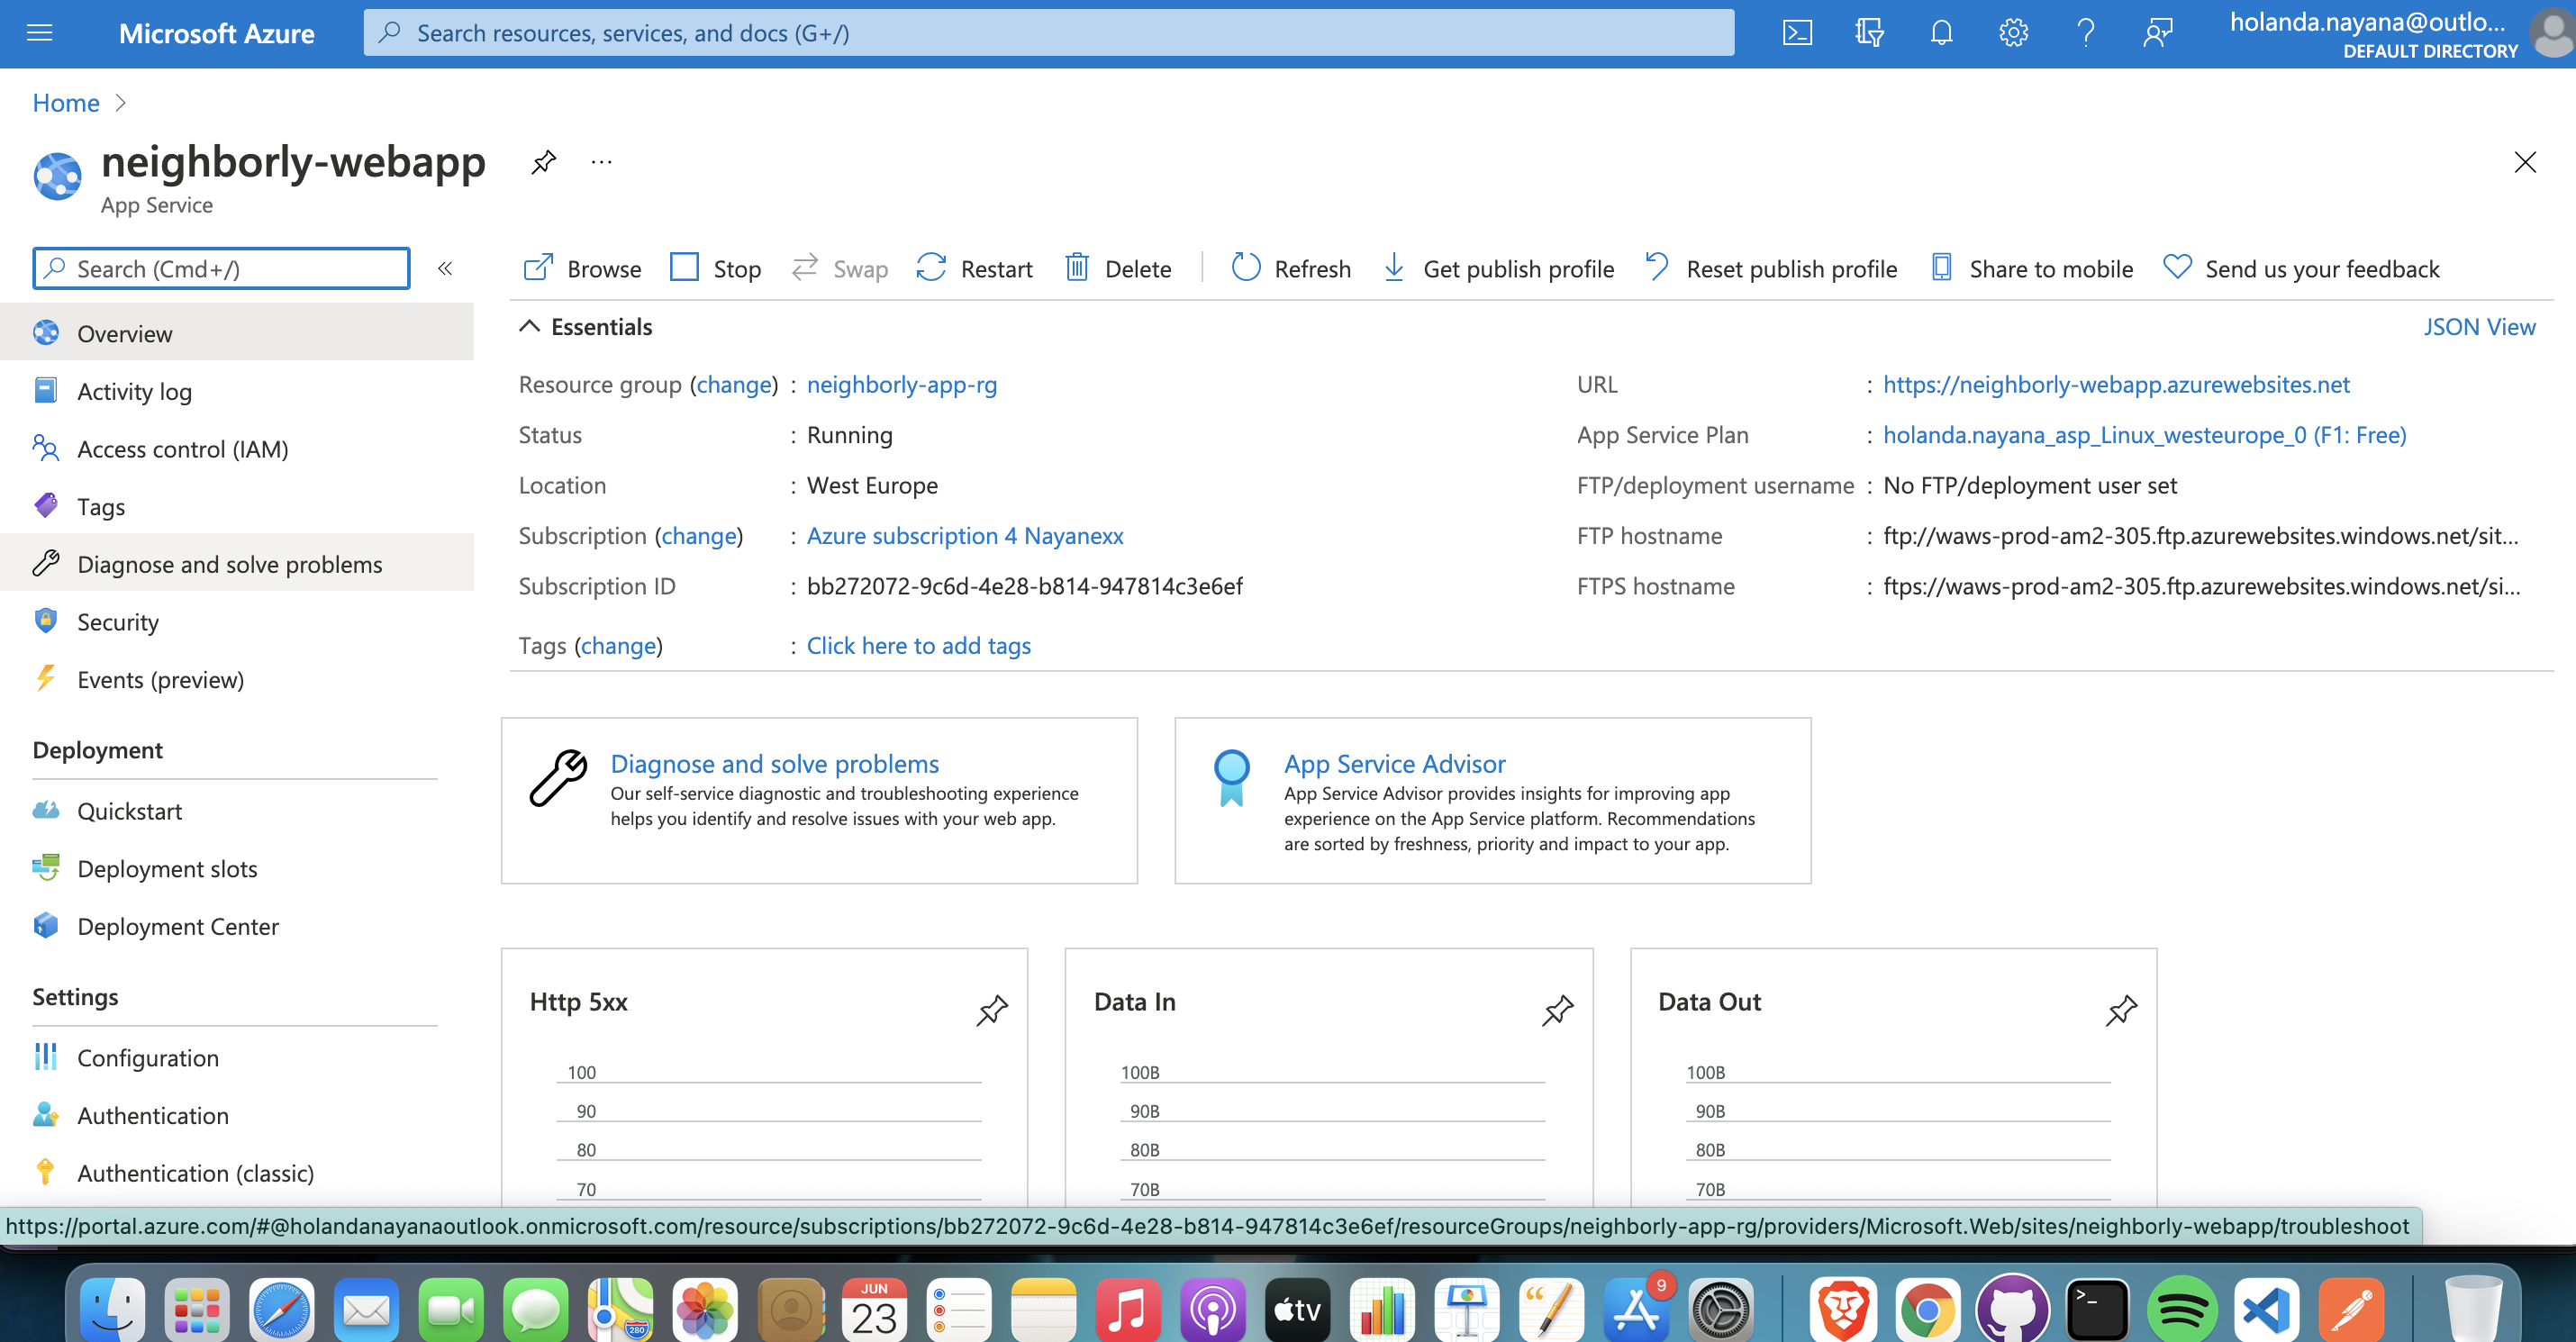 Microsoft Azure
Search resources, services, and docs (G+/)
holanda.nayana@outlo...
DEFAULT DIRECTORY
Home
neighborly-webapp
...
App Service
Search (Cmd+/)
«
Browse
Stop
Swap
Restart
Delete
Refresh
Get publish profile
Reset publish profile
Share to mobile
Send us your feedback
Overview
Activity log
Access control (IAM)
Tags
Diagnose and solve problems
Security
Events (preview)
Deployment
Quickstart
Deployment slots
Deployment Center
Settings
Configuration
Authentication
Authentication (classic)
Essentials
JSON View
Resource group (change) : neighborly-app-rg
Status : Running
Location : West Europe
Subscription (change) : Azure subscription 4 Nayanexx
Subscription ID : bb272072-9c6d-4e28-b814-947814c3e6ef
Tags (change) : Click here to add tags
URL : https://neighborly-webapp.azurewebsites.net
App Service Plan : holanda.nayana_asp_Linux_westeurope_0 (F1: Free)
FTP/deployment username : No FTP/deployment user set
FTP hostname : ftp://waws-prod-am2-305.ftp.azurewebsites.windows.net/sit...
FTPS hostname : ftps://waws-prod-am2-305.ftp.azurewebsites.windows.net/si...
Diagnose and solve problems
Our self-service diagnostic and troubleshooting experience
helps you identify and resolve issues with your web app.
App Service Advisor
App Service Advisor provides insights for improving app
experience on the App Service platform. Recommendations
are sorted by freshness, priority and impact to your app.
Http 5xx
100
90
80
70
Data In
100B
90B
80B
70B
Data Out
100B
90B
80B
70B
https://portal.azure.com/#@holandanayanaoutlook.onmicrosoft.com/resource/subscriptions/bb272072-9c6d-4e28-b814-947814c3e6ef/resourceGroups/neighborly-app-rg/providers/Microsoft.Web/sites/neighborly-webapp/troubleshoot
280
JUN
23
tv
9
>_